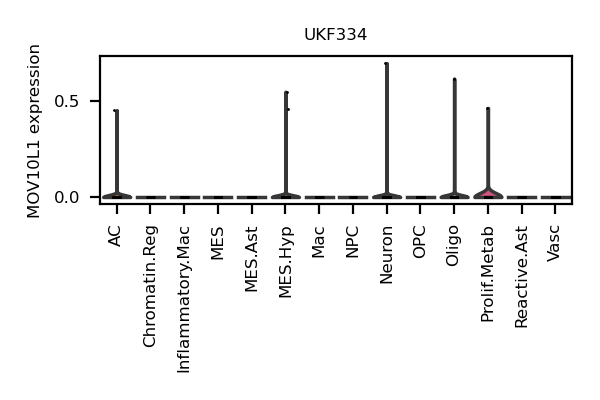 UKF334
MOV10L1 expression
0.5
0.0
AC
Chromatin.Reg
Inflammatory.Mac
MES
MES.Ast
MES.Hyp
Mac
NPC
Neuron
OPC
Oligo
Prolif.Metab
Reactive.Ast
Vasc